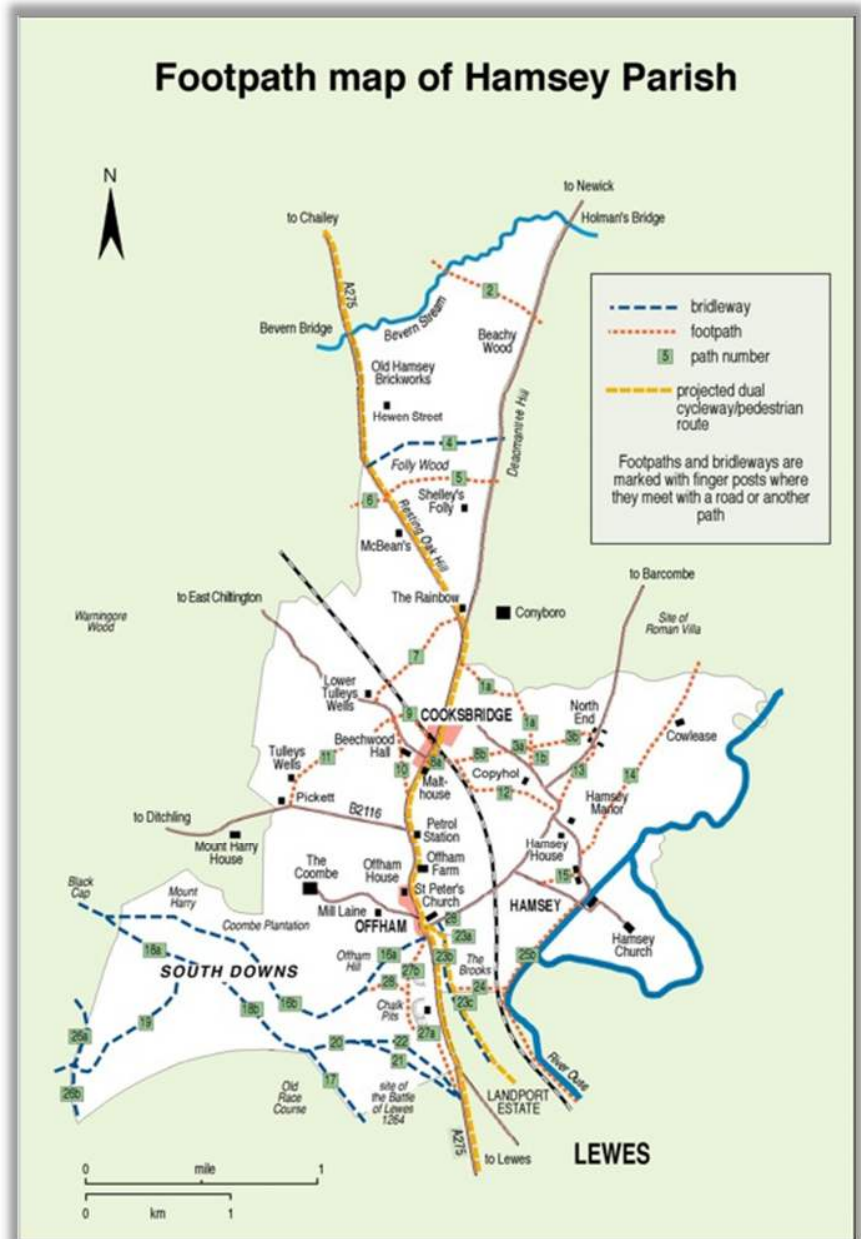 Footpath map of Hamsey Parish
N
to Newick
Holman's Bridge
to Chailey
A275
2
Bevern Stream
Bevern Bridge
Beachy
Wood
bridleway
footpath
5
path number
projected dual
cycleway/pedestrian
route
Footpaths and bridleways are
marked with finger posts where
they meet with a road or another
path
Old Hamsey
Brickworks
Hewen Street
4
Folly Wood
5
Shelley's
Folly
6
Resting Oak Hill
McBean's
to Barcombe
to East Chiltington
The Rainbow
Conyboro
Site of
Roman Villa
Warningore
Wood
7
1a
Lower
Tulleys
Wells
9
COOKSBRIDGE
1a
North
End
Cowlease
Beechwood
Hall
8a
8b
3a
3b
1b
Tulleys
Wells
11
10
Malt-
house
Copyhol
13
14
12
Pickett
B2116
Hamsey
Manor
to Ditchling
Mount Harry
House
Petrol
Station
Hamsey
House
The
Coombe
Offham
House
Offham
Farm
15
Black
Cap
Mount
Harry
St Peter's
Church
Mill Laine
OFFHAM
HAMSEY
Coombe Plantation
28
23a
Hamsey
Church
18a
SOUTH DOWNS
Offham
Hill
16a
27b
23b
The
Brooks
25b
16b
24
23c
18b
Chalk
Pits
19
27a
26a
20
22
21
26b
17
Old
Race
Course
site of
the Battle
of Lewes
1264
LANDPORT
ESTATE
River Ouse
A275
to Lewes
LEWES
0 mile 1
0 km 1